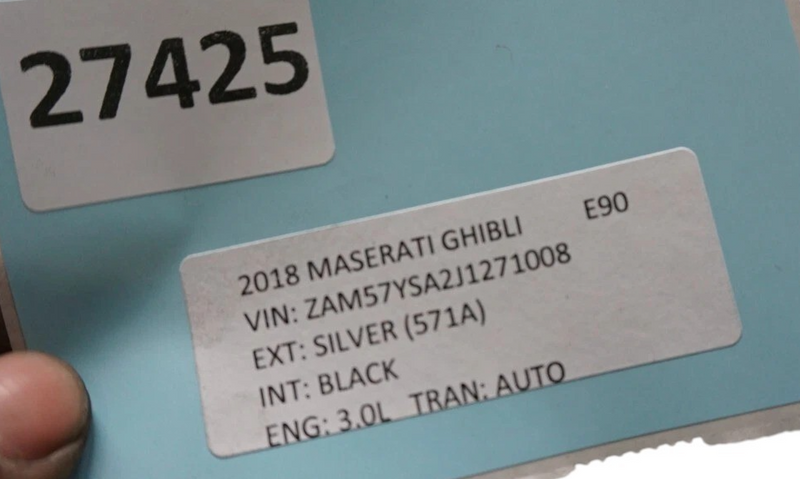 27425
2018 MASERATI GHIBLI E90
VIN: ZAM57YSA2J1271008
EXT: SILVER (571A)
INT: BLACK
ENG: 3.0L TRAN: AUTO